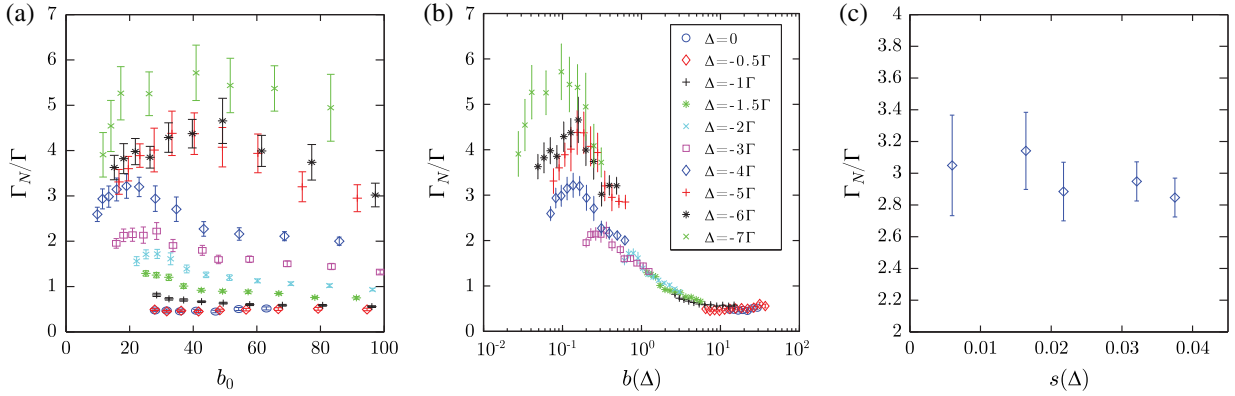 (a)
7
6
5
4
3
2
1
0
Γ_N/Γ
0
20
40
60
80
100
b_0
(b)
7
6
5
4
3
2
1
0
Γ_N/Γ
10^-2
10^-1
10^0
10^1
10^2
b(Δ)
Δ=0
Δ=-0.5Γ
Δ=-1Γ
Δ=-1.5Γ
Δ=-2Γ
Δ=-3Γ
Δ=-4Γ
Δ=-5Γ
Δ=-6Γ
Δ=-7Γ
(c)
4
3.8
3.6
3.4
3.2
3
2.8
2.6
2.4
2.2
2
Γ_N/Γ
0
0.01
0.02
0.03
0.04
s(Δ)